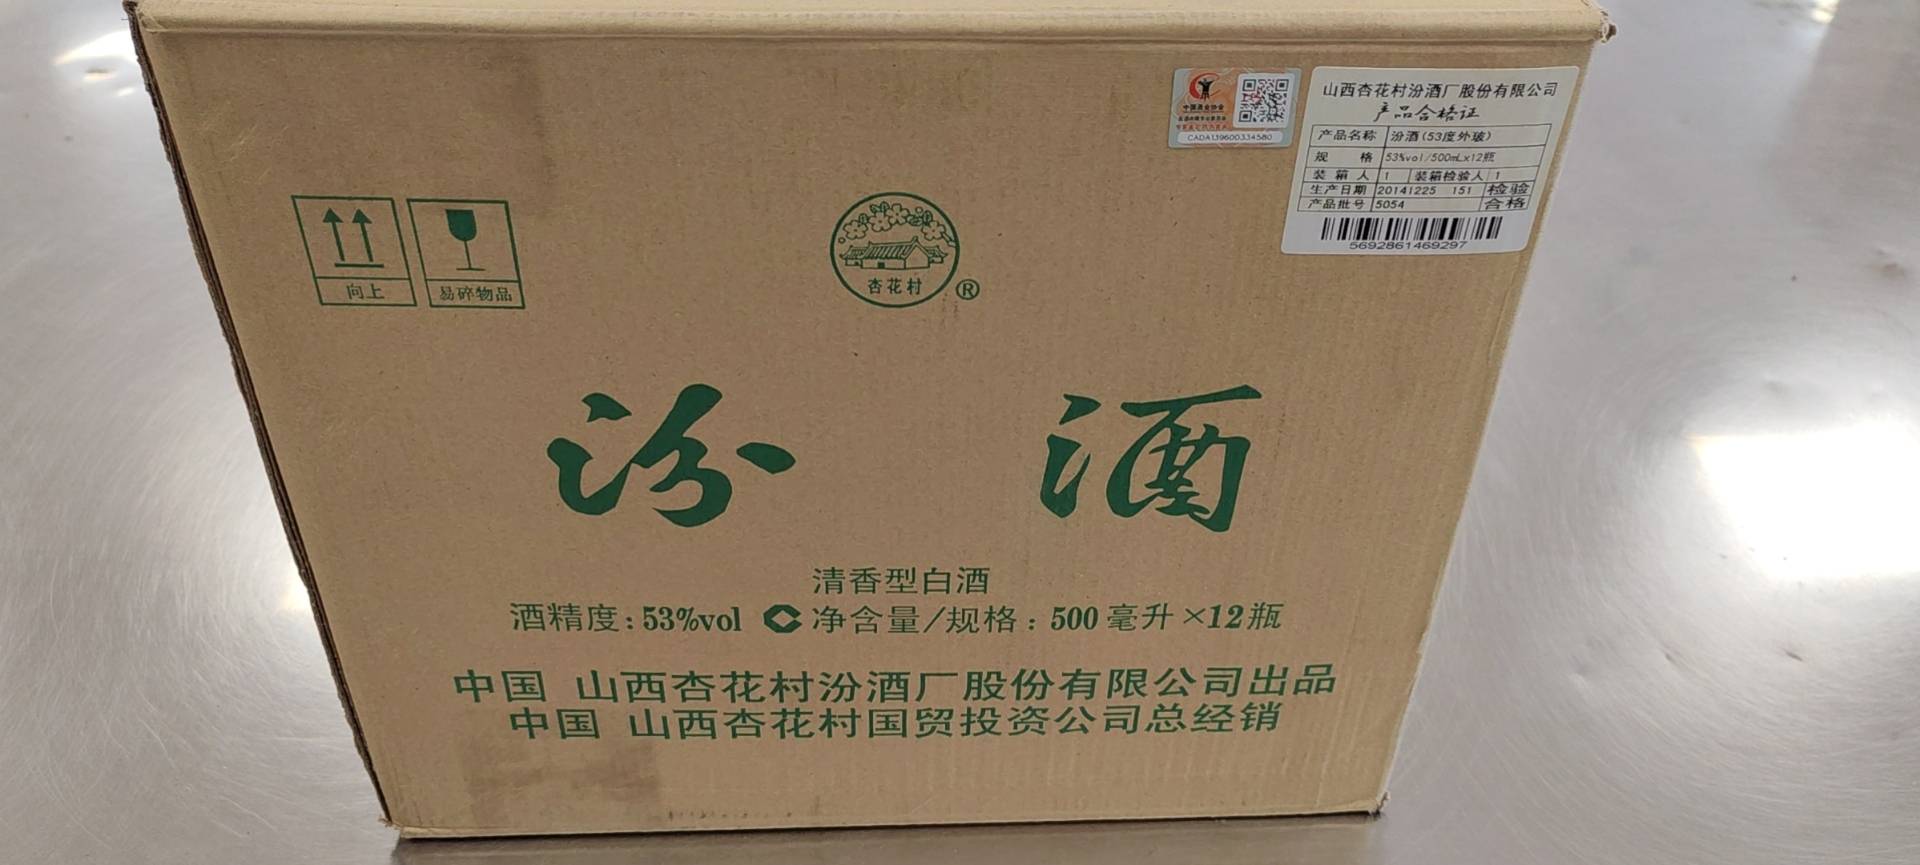 山西杏花村汾酒厂股份有限公司
产品合格证
产品名称 汾酒(53度外玻)
规 格 53%vol/500mL×12瓶
装箱人 1 装箱检验人 1
生产日期 20141225 151 检验
产品批号 5054 合格
5692861469297
中国酒业协会
CADA139600334580
向上
易碎物品
杏花村
®
汾酒
清香型白酒
酒精度:53%vol 净含量/规格:500毫升×12瓶
中国 山西杏花村汾酒厂股份有限公司出品
中国 山西杏花村国贸投资公司总经销